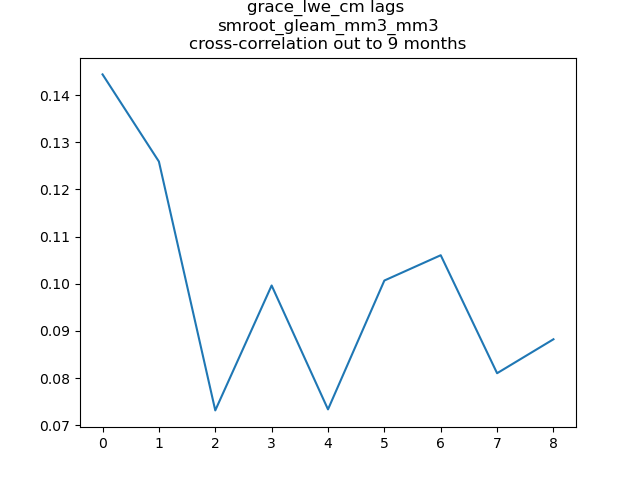 grace_lwe_cm lags
smroot_gleam_mm3_mm3
cross-correlation out to 9 months
0.14
0.13
0.12
0.11
0.10
0.09
0.08
0.07
0 1 2 3 4 5 6 7 8